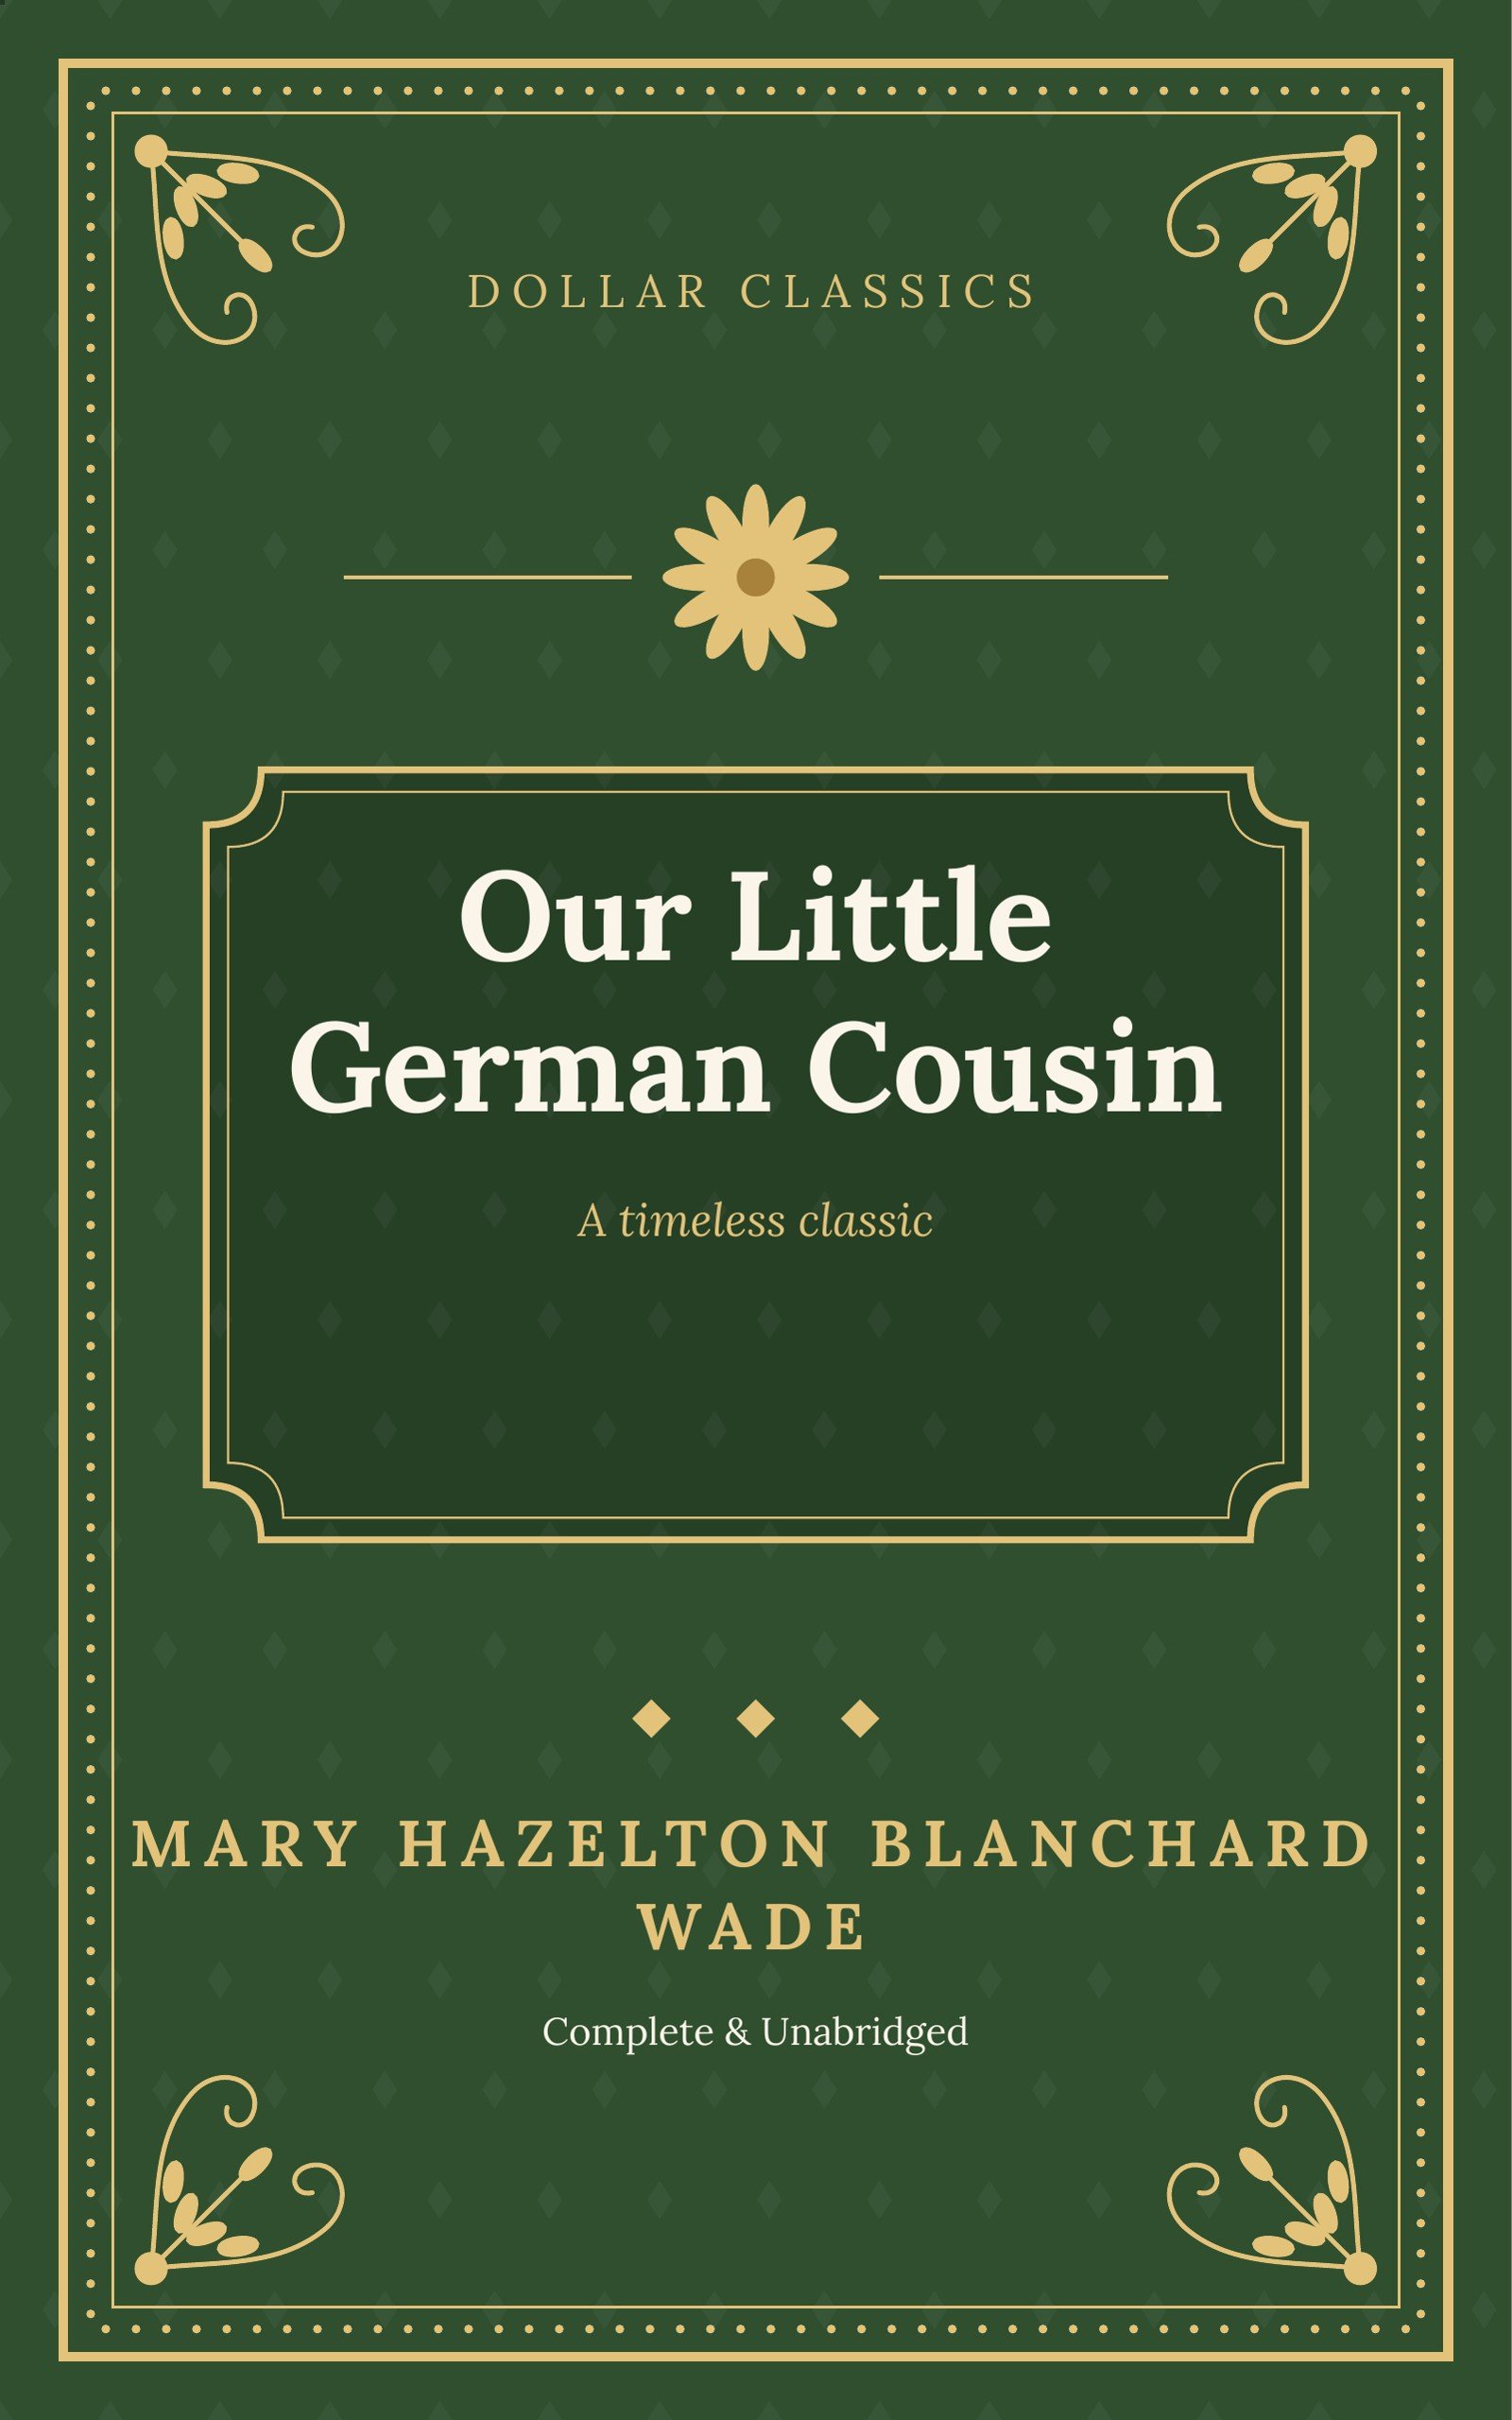 DOLLAR CLASSICS
Our Little
German Cousin
A timeless classic
MARY HAZELTON BLANCHARD
WADE
Complete & Unabridged